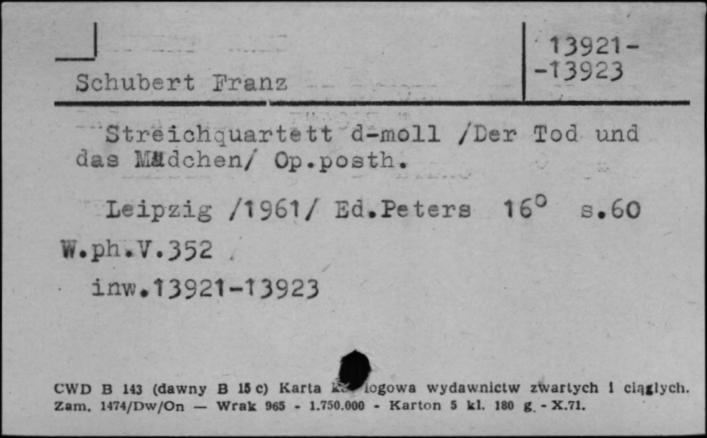 13921-
Schubert Franz -13923
Streichquartett d-moll /Der Tod und
das Mädchen/ Op.posth.
Leipzig /1961/ Ed.Peters 16° s.60
W.ph.V.352
inw.13921-13923
CWD B 143 (dawny B 15 c) Karta wydawnictw zwartych i ciągłych.
Zam. 1474/Dw/On — Wrak 965 - 1.750.000 - Karton 5 kl. 180 g. - X.71.